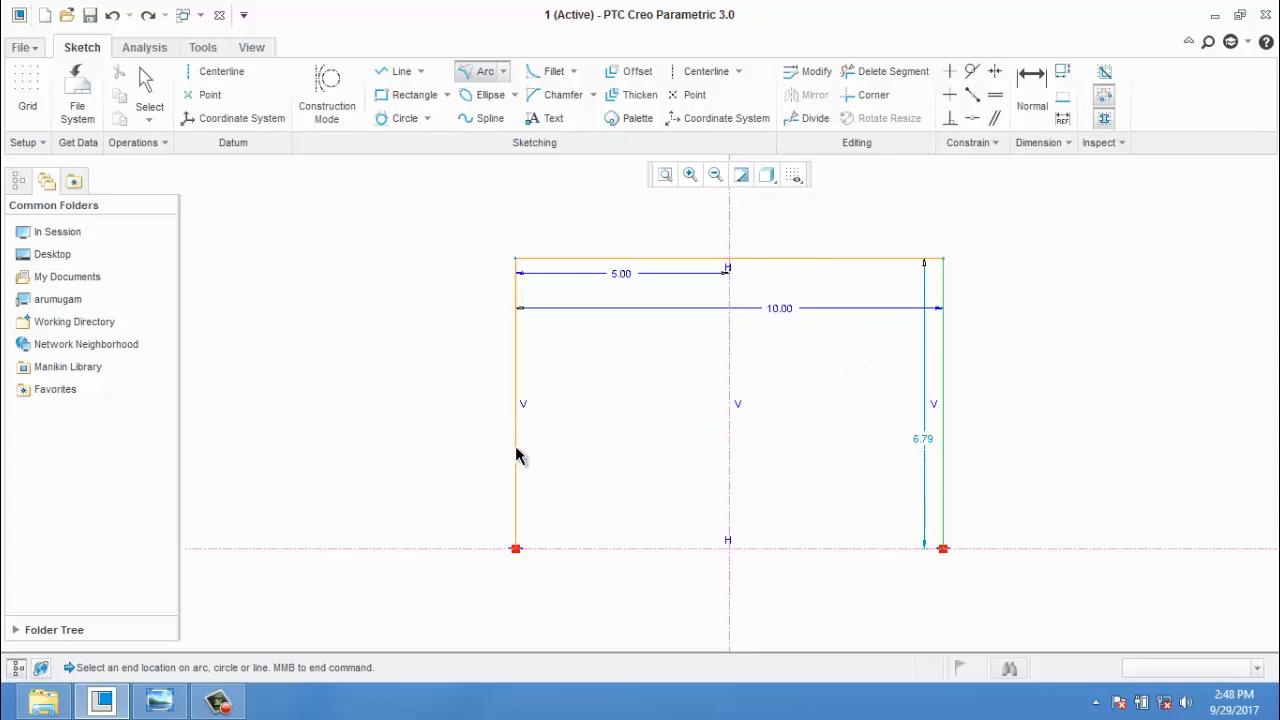 1 (Active) - PTC Creo Parametric 3.0
File Sketch Analysis Tools View
Centerline Line Arc Fillet Offset Centerline Modify Delete Segment
Point Rectangle Ellipse Chamfer Thicken Point Mirror Corner
Grid File System Select Coordinate System Construction Mode Circle Spline Text Palette Coordinate System Divide Rotate Resize Normal
Setup Get Data Operations Datum Sketching Editing Constrain Dimension Inspect
Common Folders
In Session
Desktop
My Documents
arumugam
Working Directory
Network Neighborhood
Manikin Library
Favorites
H
5.00
10.00
V V V
6.79
H
Folder Tree
Select an end location on arc, circle or line. MMB to end command.
2:48 PM
9/29/2017